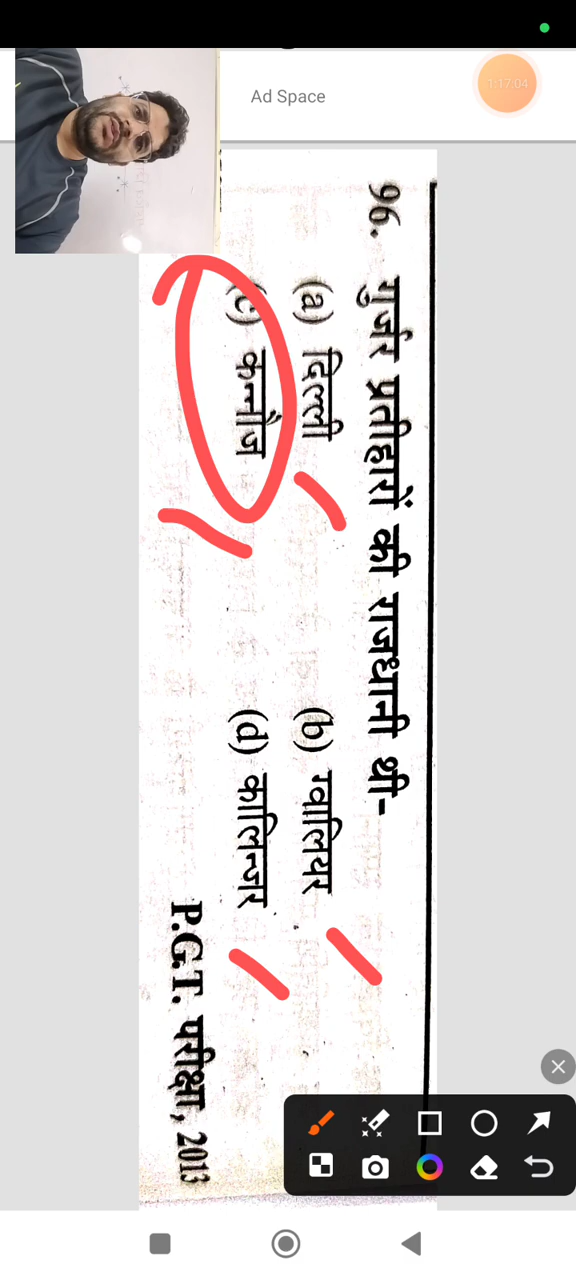 Ad Space
1:17:04
96. गुर्जर प्रतीहारों की राजधानी थी-
(a) दिल्ली (b) ग्वालियर
(c) कन्नौज (d) कालिन्जर
P.G.T. परीक्षा, 2013